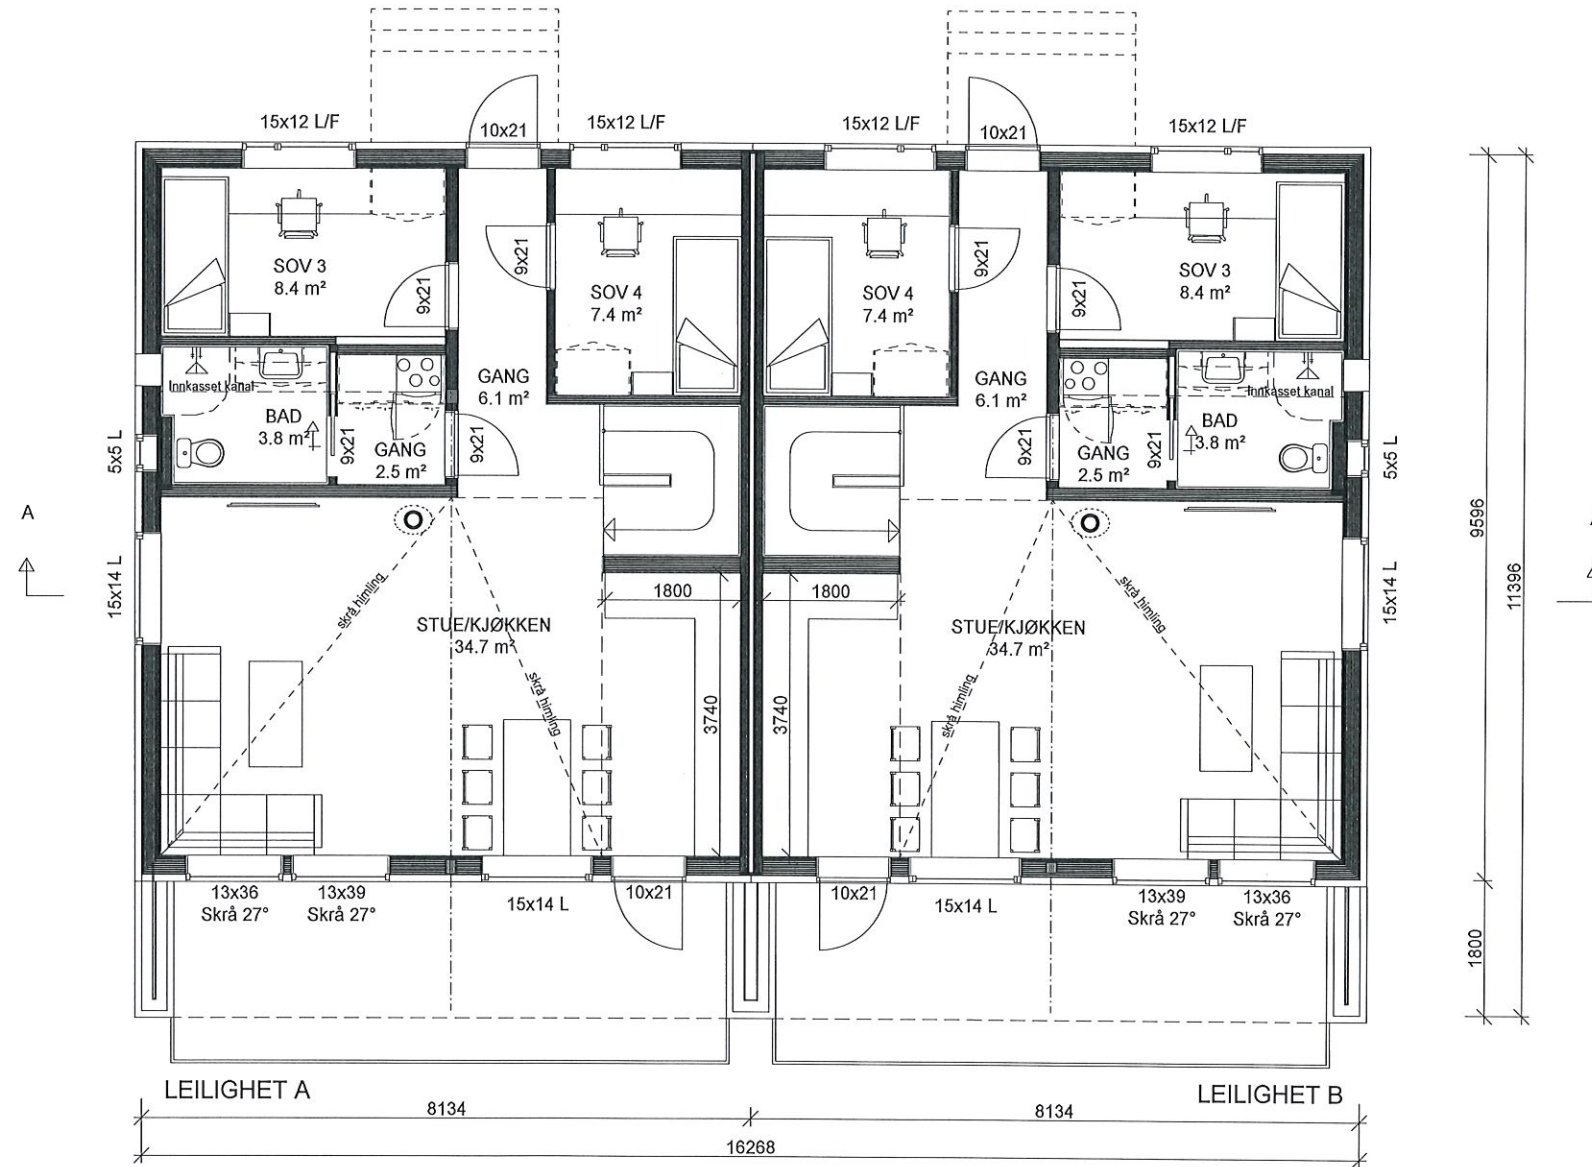 15x12 L/F
10x21
15x12 L/F
15x12 L/F
10x21
15x12 L/F
SOV 3
8.4 m²
9x21
9x21
SOV 4
7.4 m²
SOV 4
7.4 m²
9x21
9x21
SOV 3
8.4 m²
Innkasset kanal
BAD
3.8 m²
9x21
GANG
2.5 m²
GANG
6.1 m²
9x21
GANG
6.1 m²
9x21
GANG
2.5 m²
9x21
BAD
3.8 m²
Innkasset kanal
5x5 L
5x5 L
A
15x14 L
15x14 L
skrå himling
STUE/KJØKKEN
34.7 m²
skrå himling
1800
3740
1800
3740
STUE/KJØKKEN
34.7 m²
skrå himling
skrå himling
9596
11396
1800
13x36
Skrå 27°
13x39
Skrå 27°
15x14 L
10x21
10x21
15x14 L
13x39
Skrå 27°
13x36
Skrå 27°
LEILIGHET A
LEILIGHET B
8134
8134
16268